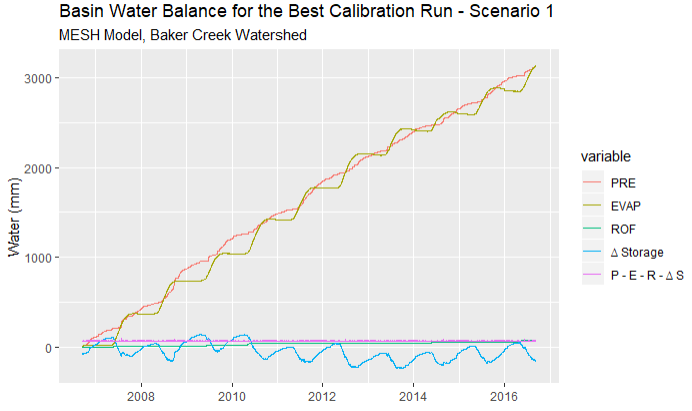 Basin Water Balance for the Best Calibration Run - Scenario 1
MESH Model, Baker Creek Watershed
Water (mm)
3000
2000
1000
0
2008 2010 2012 2014 2016
variable
PRE
EVAP
ROF
Δ Storage
P - E - R - Δ S